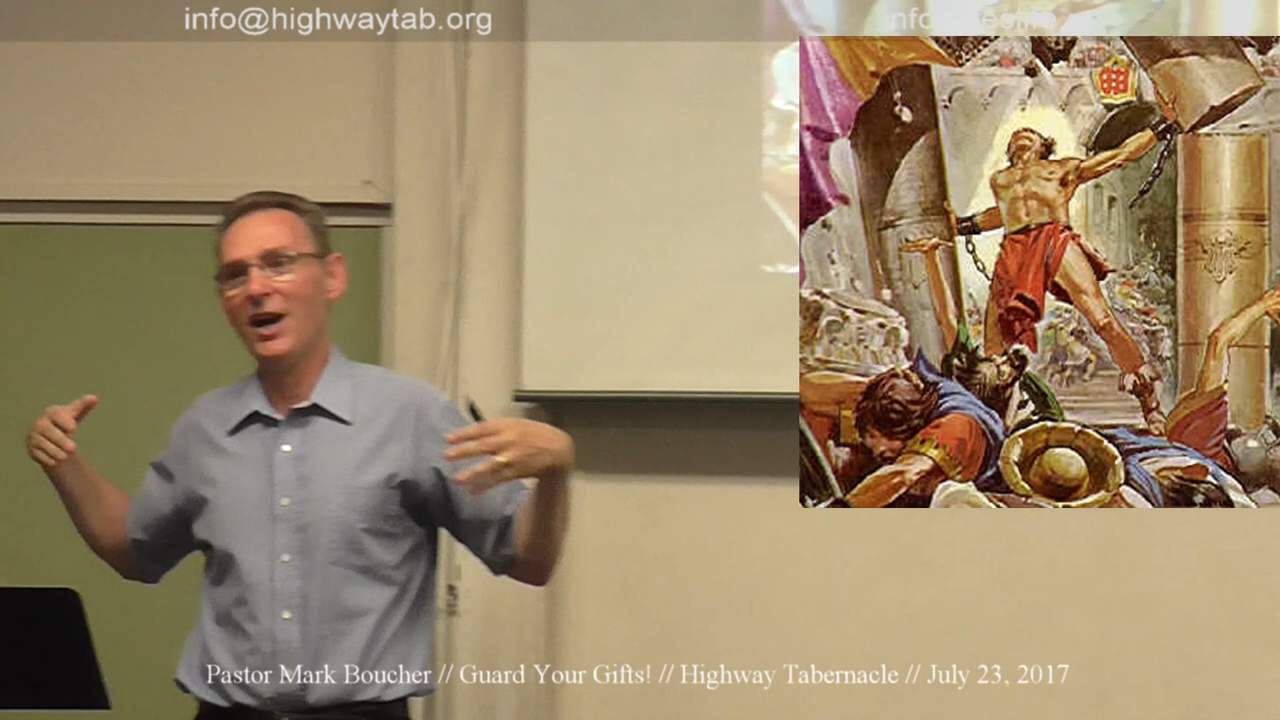 info@highwaytab.org
Pastor Mark Boucher // Guard Your Gifts! // Highway Tabernacle // July 23, 2017